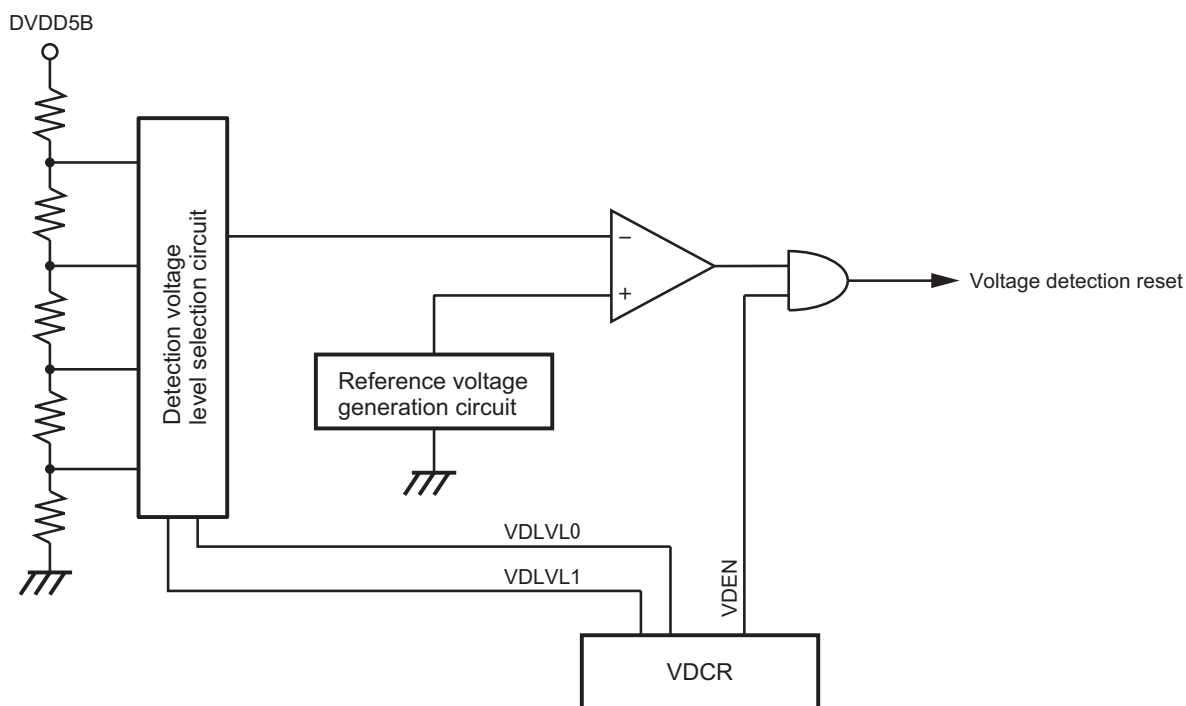 DVDD5B
Detection voltage
level selection circuit
−
+
Voltage detection reset
Reference voltage
generation circuit
VDLVL0
VDLVL1
VDEN
VDCR